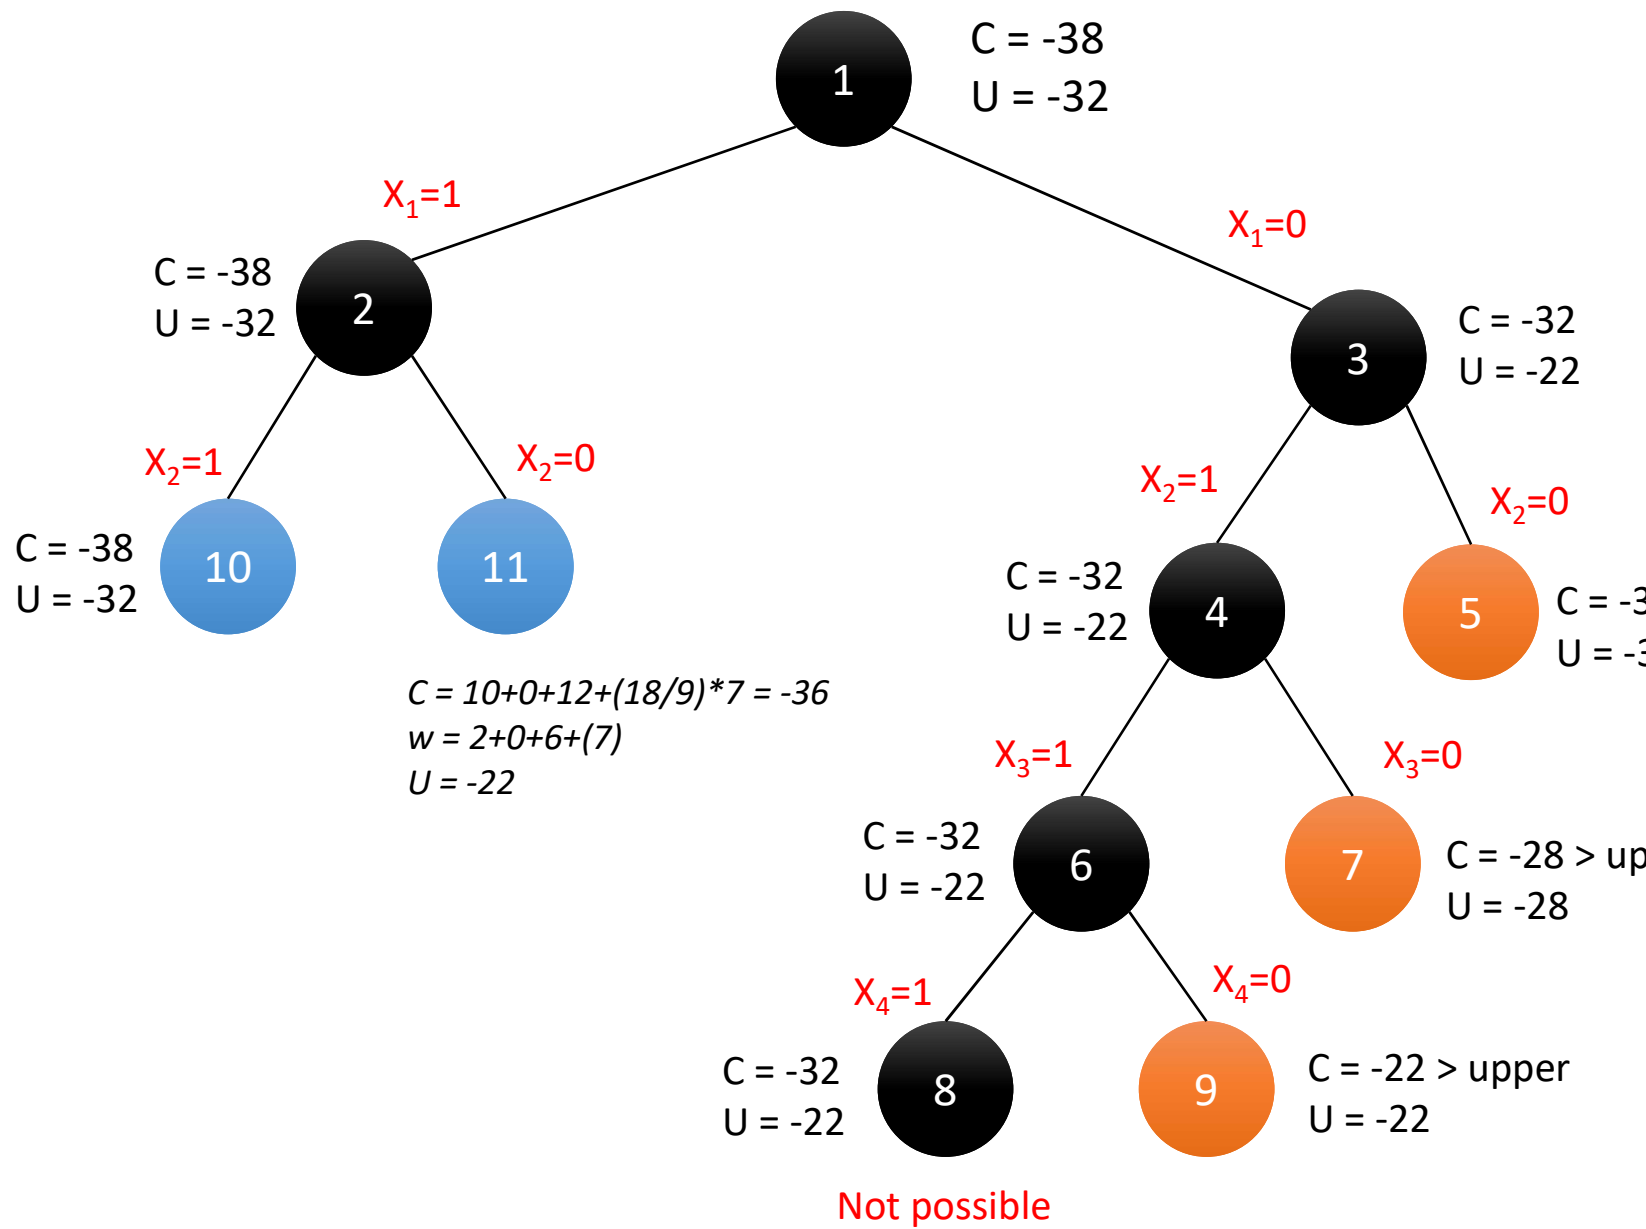 1
C = -38
U = -32
X₁=1
X₁=0
C = -38
U = -32
2
3
C = -32
U = -22
X₂=1
X₂=0
X₂=1
X₂=0
C = -38
U = -32
10
11
C = -32
U = -22
4
5
C = -3
U = -3
C = 10+0+12+(18/9)*7 = -36
w = 2+0+6+(7)
U = -22
X₃=1
X₃=0
C = -32
U = -22
6
7
C = -28 > up
U = -28
X₄=1
X₄=0
C = -32
U = -22
8
9
C = -22 > upper
U = -22
Not possible